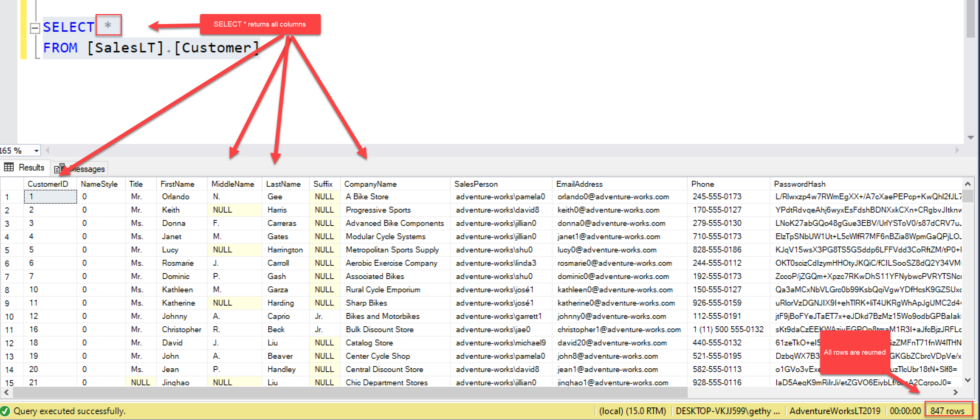 SELECT *
SELECT * returns all columns
FROM [SalesLT].[Customer]
165 %
Results Messages
CustomerID NameStyle Title FirstName MiddleName LastName Suffix CompanyName SalesPerson EmailAddress Phone PasswordHash
1 1 0 Mr. Orlando N. Gee NULL A Bike Store adventure-works\pamela0 orlando0@adventure-works.com 245-555-0173
2 2 0 Mr. Keith NULL Harris NULL Progressive Sports adventure-works\david8 keith0@adventure-works.com 170-555-0127
3 3 0 Ms. Donna F. Carreras NULL Advanced Bike Components adventure-works\jillian0 donna0@adventure-works.com 279-555-0130
4 4 0 Ms. Janet M. Gates NULL Modular Cycle Systems adventure-works\jillian0 janet1@adventure-works.com 710-555-0173
5 5 0 Mr. Lucy NULL Harrington NULL Metropolitan Sports Supply adventure-works\shu0 lucy0@adventure-works.com 828-555-0186
6 6 0 Ms. Rosmarie J. Carroll NULL Aerobic Exercise Company adventure-works\linda3 rosmarie0@adventure-works.com 244-555-0112
7 7 0 Mr. Dominic P. Gash NULL Associated Bikes adventure-works\shu0 dominic0@adventure-works.com 192-555-0173
8 10 0 Ms. Kathleen M. Garza NULL Rural Cycle Emporium adventure-works\josé1 kathleen0@adventure-works.com 150-555-0127
9 11 0 Ms. Katherine NULL Harding NULL Sharp Bikes adventure-works\josé1 katherine0@adventure-works.com 926-555-0159
10 12 0 Mr. Johnny A. Caprio Jr. Bikes and Motorbikes adventure-works\garrett1 johnny0@adventure-works.com 112-555-0191
11 16 0 Mr. Christopher R. Beck Jr. Bulk Discount Store adventure-works\jae0 christopher1@adventure-works.com 1 (11) 500 555-0132
12 18 0 Mr. David J. Liu NULL Catalog Store adventure-works\michael9 david20@adventure-works.com 440-555-0132
13 19 0 Mr. John A. Beaver NULL Center Cycle Shop adventure-works\pamela0 john8@adventure-works.com 521-555-0195
All rows are reurned
14 20 0 Ms. Jean P. Handley NULL Central Discount Store adventure-works\david8 jean1@adventure-works.com 582-555-0113
15 21 0 NULL Jinghao NULL Liu NULL Chic Department Stores adventure-works\jillian0 jinghao1@adventure-works.com 928-555-0116
Query executed successfully. (local) (15.0 RTM) DESKTOP-VKJJ599\gethy ... AdventureWorksLT2019 00:00:00 847 rows